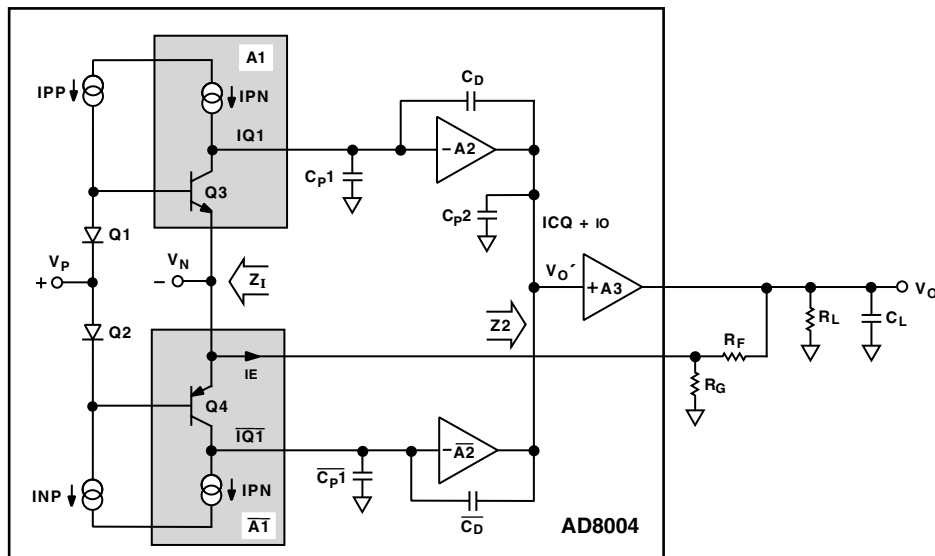 A1
IPP
IPN
IQ1
CD
–A2
Q3
CP1
CP2
ICQ + IO
Q1
VP
+
VN
–
ZI
VO´
+A3
VO
Z2
RL
CL
Q2
RF
IE
RG
Q4
IQ1
–A2
CP1
INP
IPN
A1
CD
AD8004